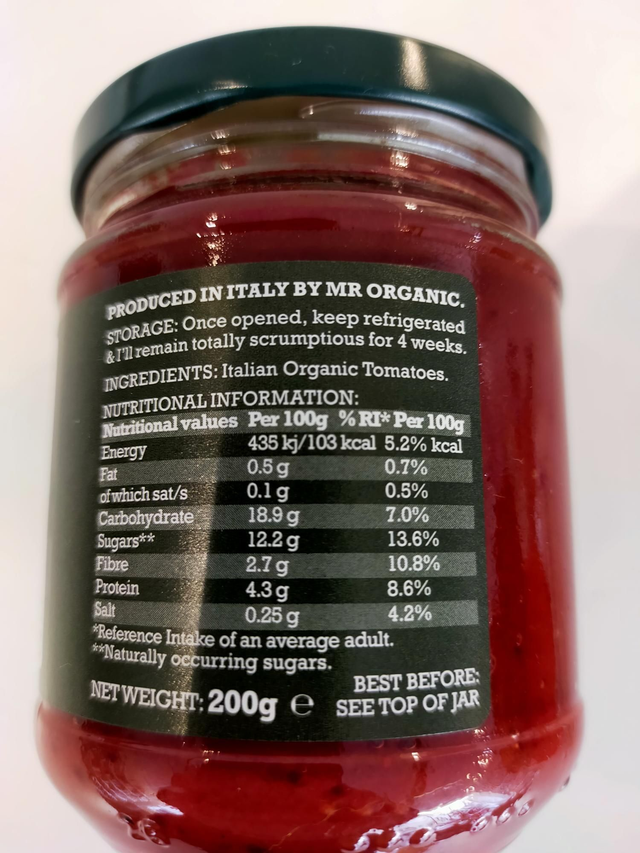 PRODUCED IN ITALY BY MR ORGANIC.
STORAGE: Once opened, keep refrigerated
& I'll remain totally scrumptious for 4 weeks.
INGREDIENTS: Italian Organic Tomatoes.
NUTRITIONAL INFORMATION:
Nutritional values Per 100g % RI* Per 100g
Energy 435 kj/103 kcal 5.2% kcal
Fat 0.5 g 0.7%
of which sat/s 0.1 g 0.5%
Carbohydrate 18.9 g 7.0%
Sugars** 12.2 g 13.6%
Fibre 2.7 g 10.8%
Protein 4.3 g 8.6%
Salt 0.25 g 4.2%
*Reference Intake of an average adult.
**Naturally occurring sugars.
NET WEIGHT: 200g e BEST BEFORE:
SEE TOP OF JAR